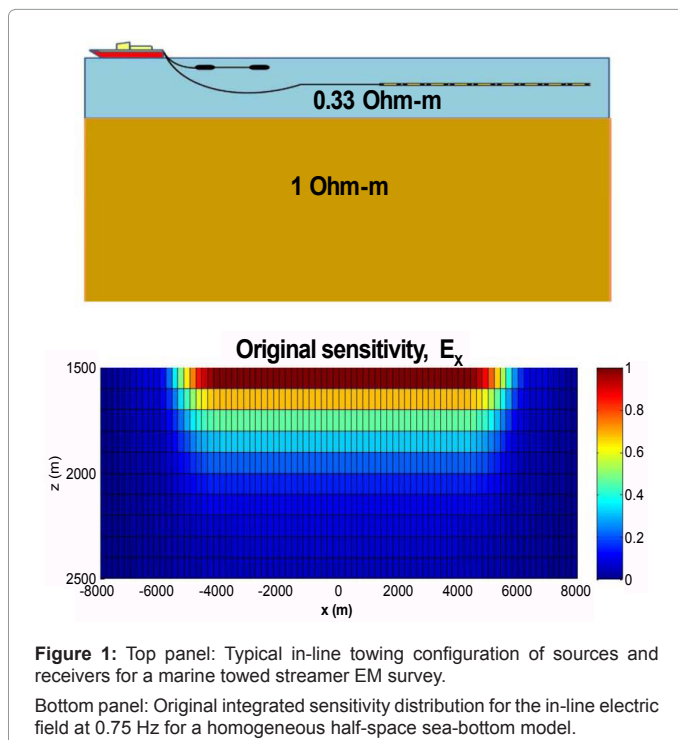 0.33 Ohm-m
1 Ohm-m
Original sensitivity, Eₓ
1500
2000
2500
z (m)
-8000 -6000 -4000 -2000 0 2000 4000 6000 8000
x (m)
1
0.8
0.6
0.4
0.2
0
Figure 1: Top panel: Typical in-line towing configuration of sources and
receivers for a marine towed streamer EM survey.
Bottom panel: Original integrated sensitivity distribution for the in-line electric
field at 0.75 Hz for a homogeneous half-space sea-bottom model.